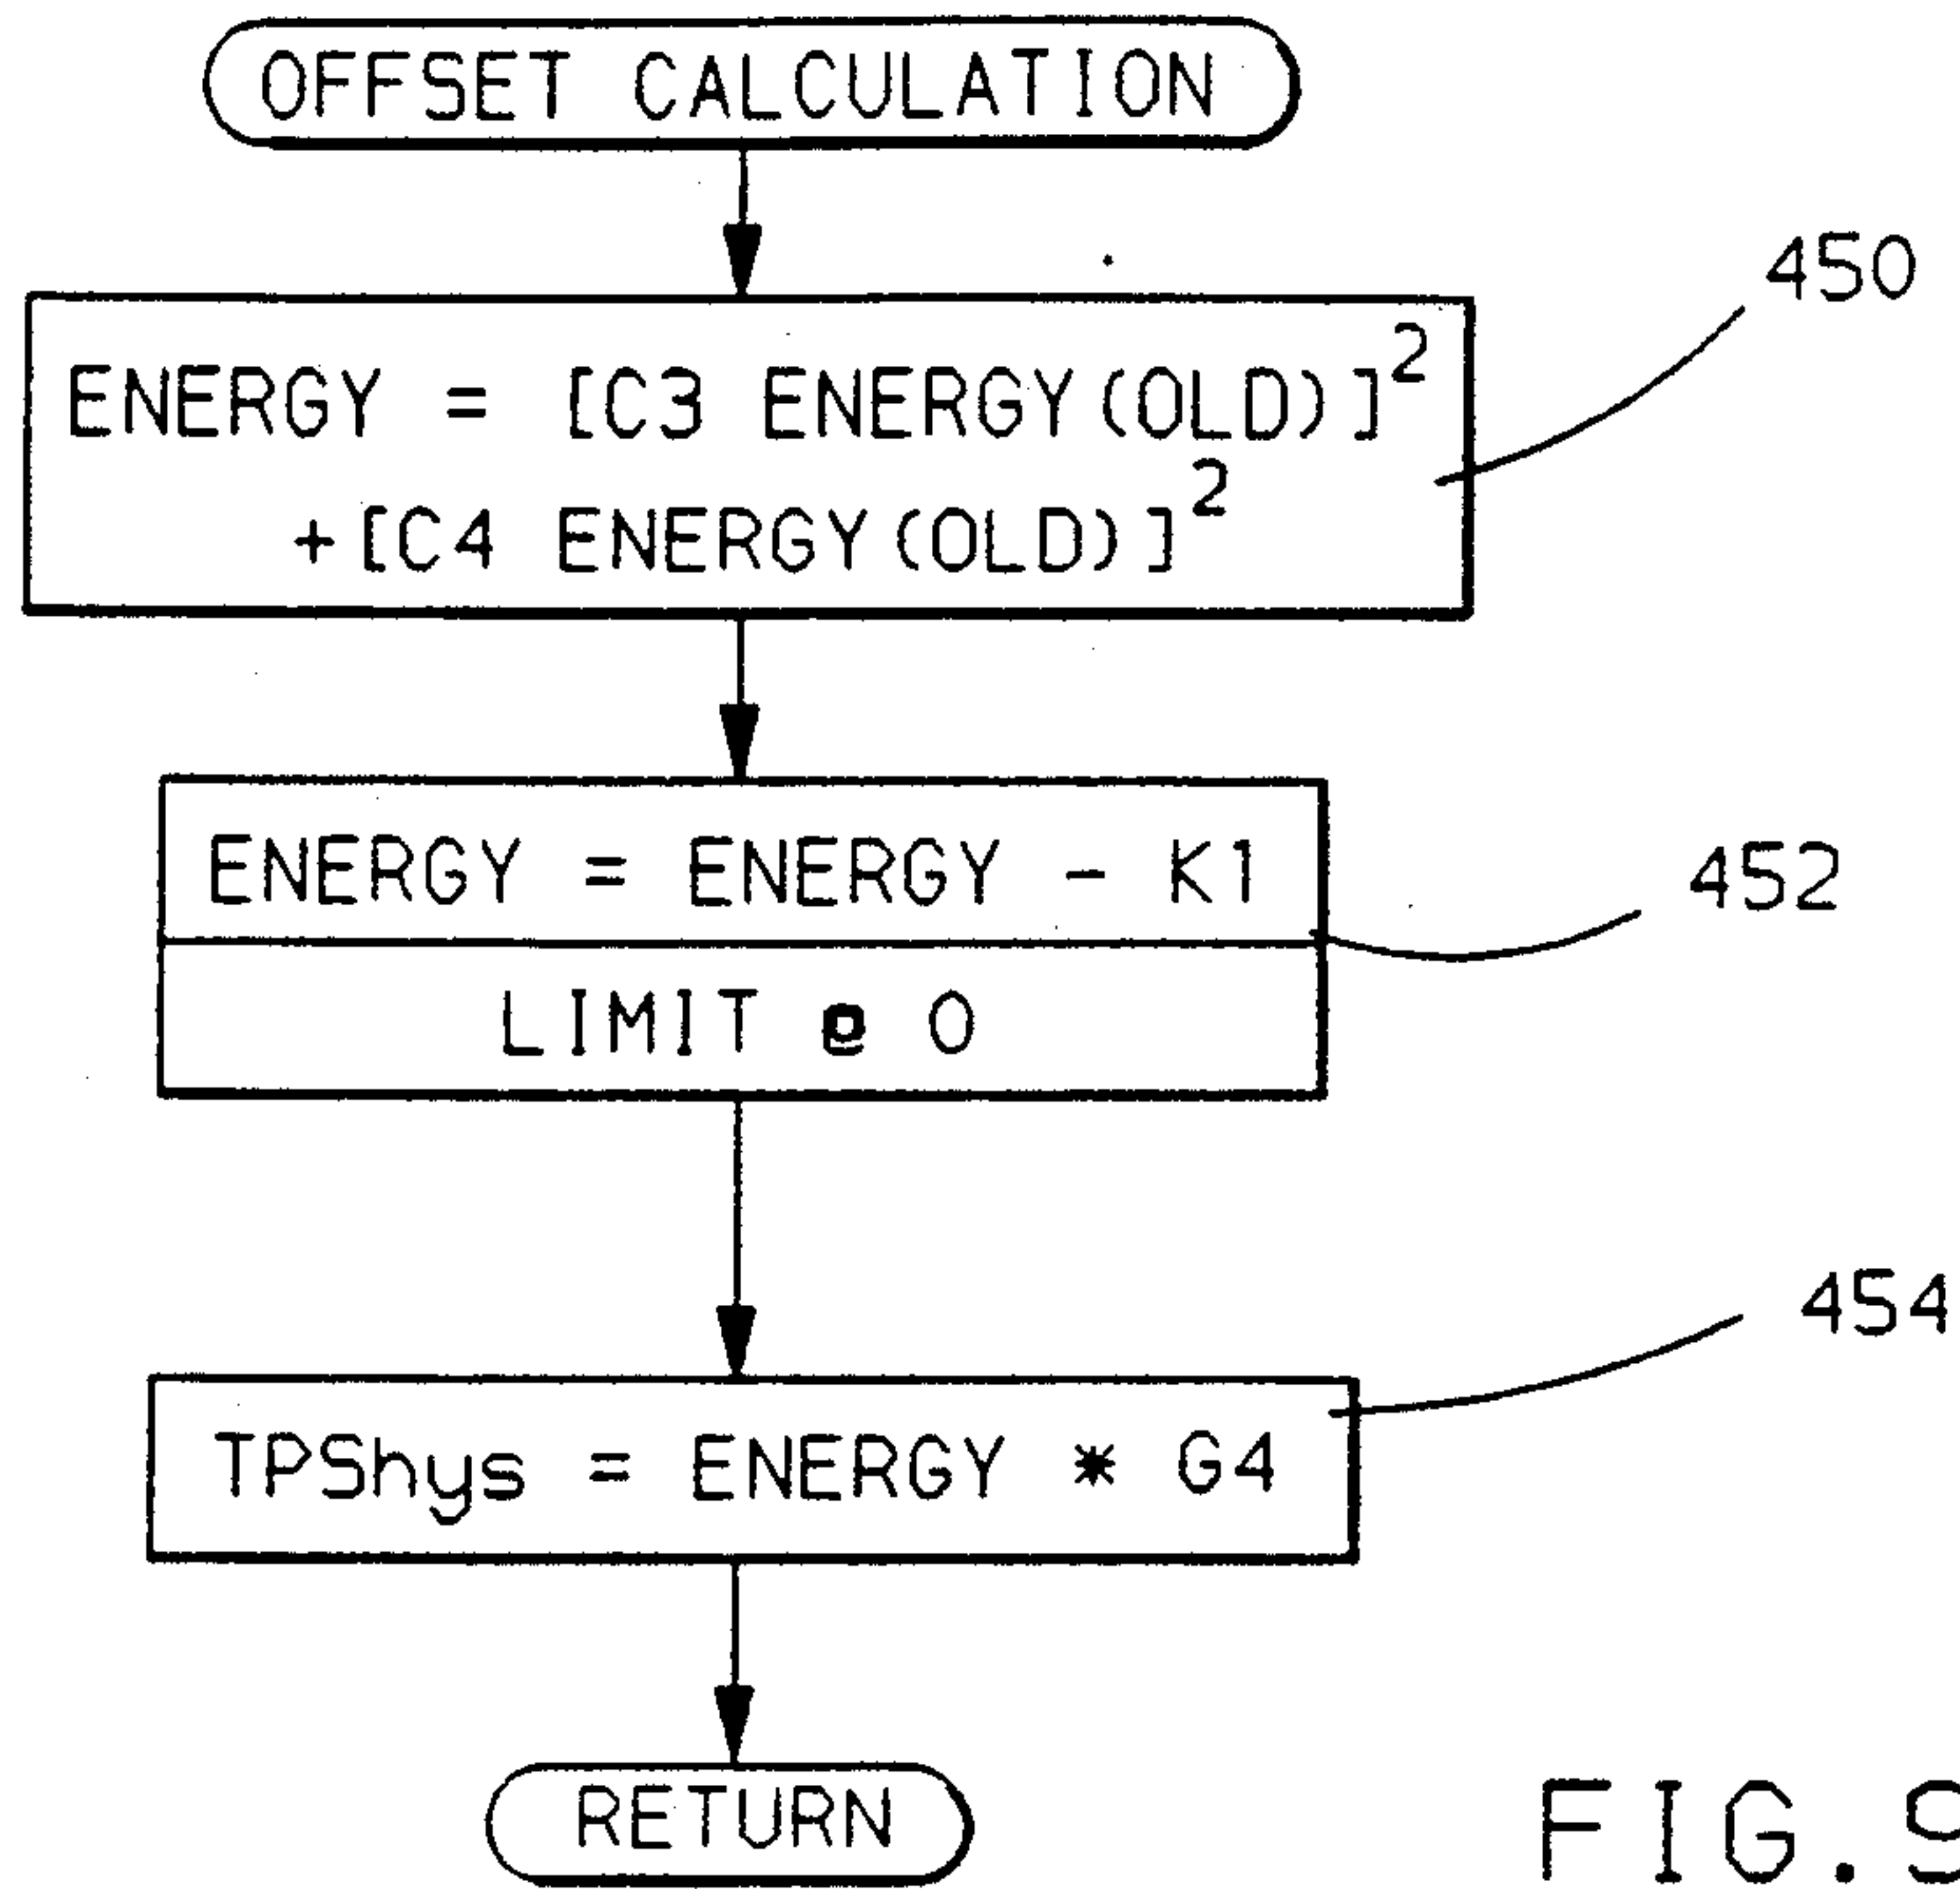 OFFSET CALCULATION
450
ENERGY = [C3 ENERGY(OLD)]²
+[C4 ENERGY(OLD)]²
ENERGY = ENERGY - K1
452
LIMIT @ 0
454
TPShys = ENERGY * G4
RETURN
FIG.9